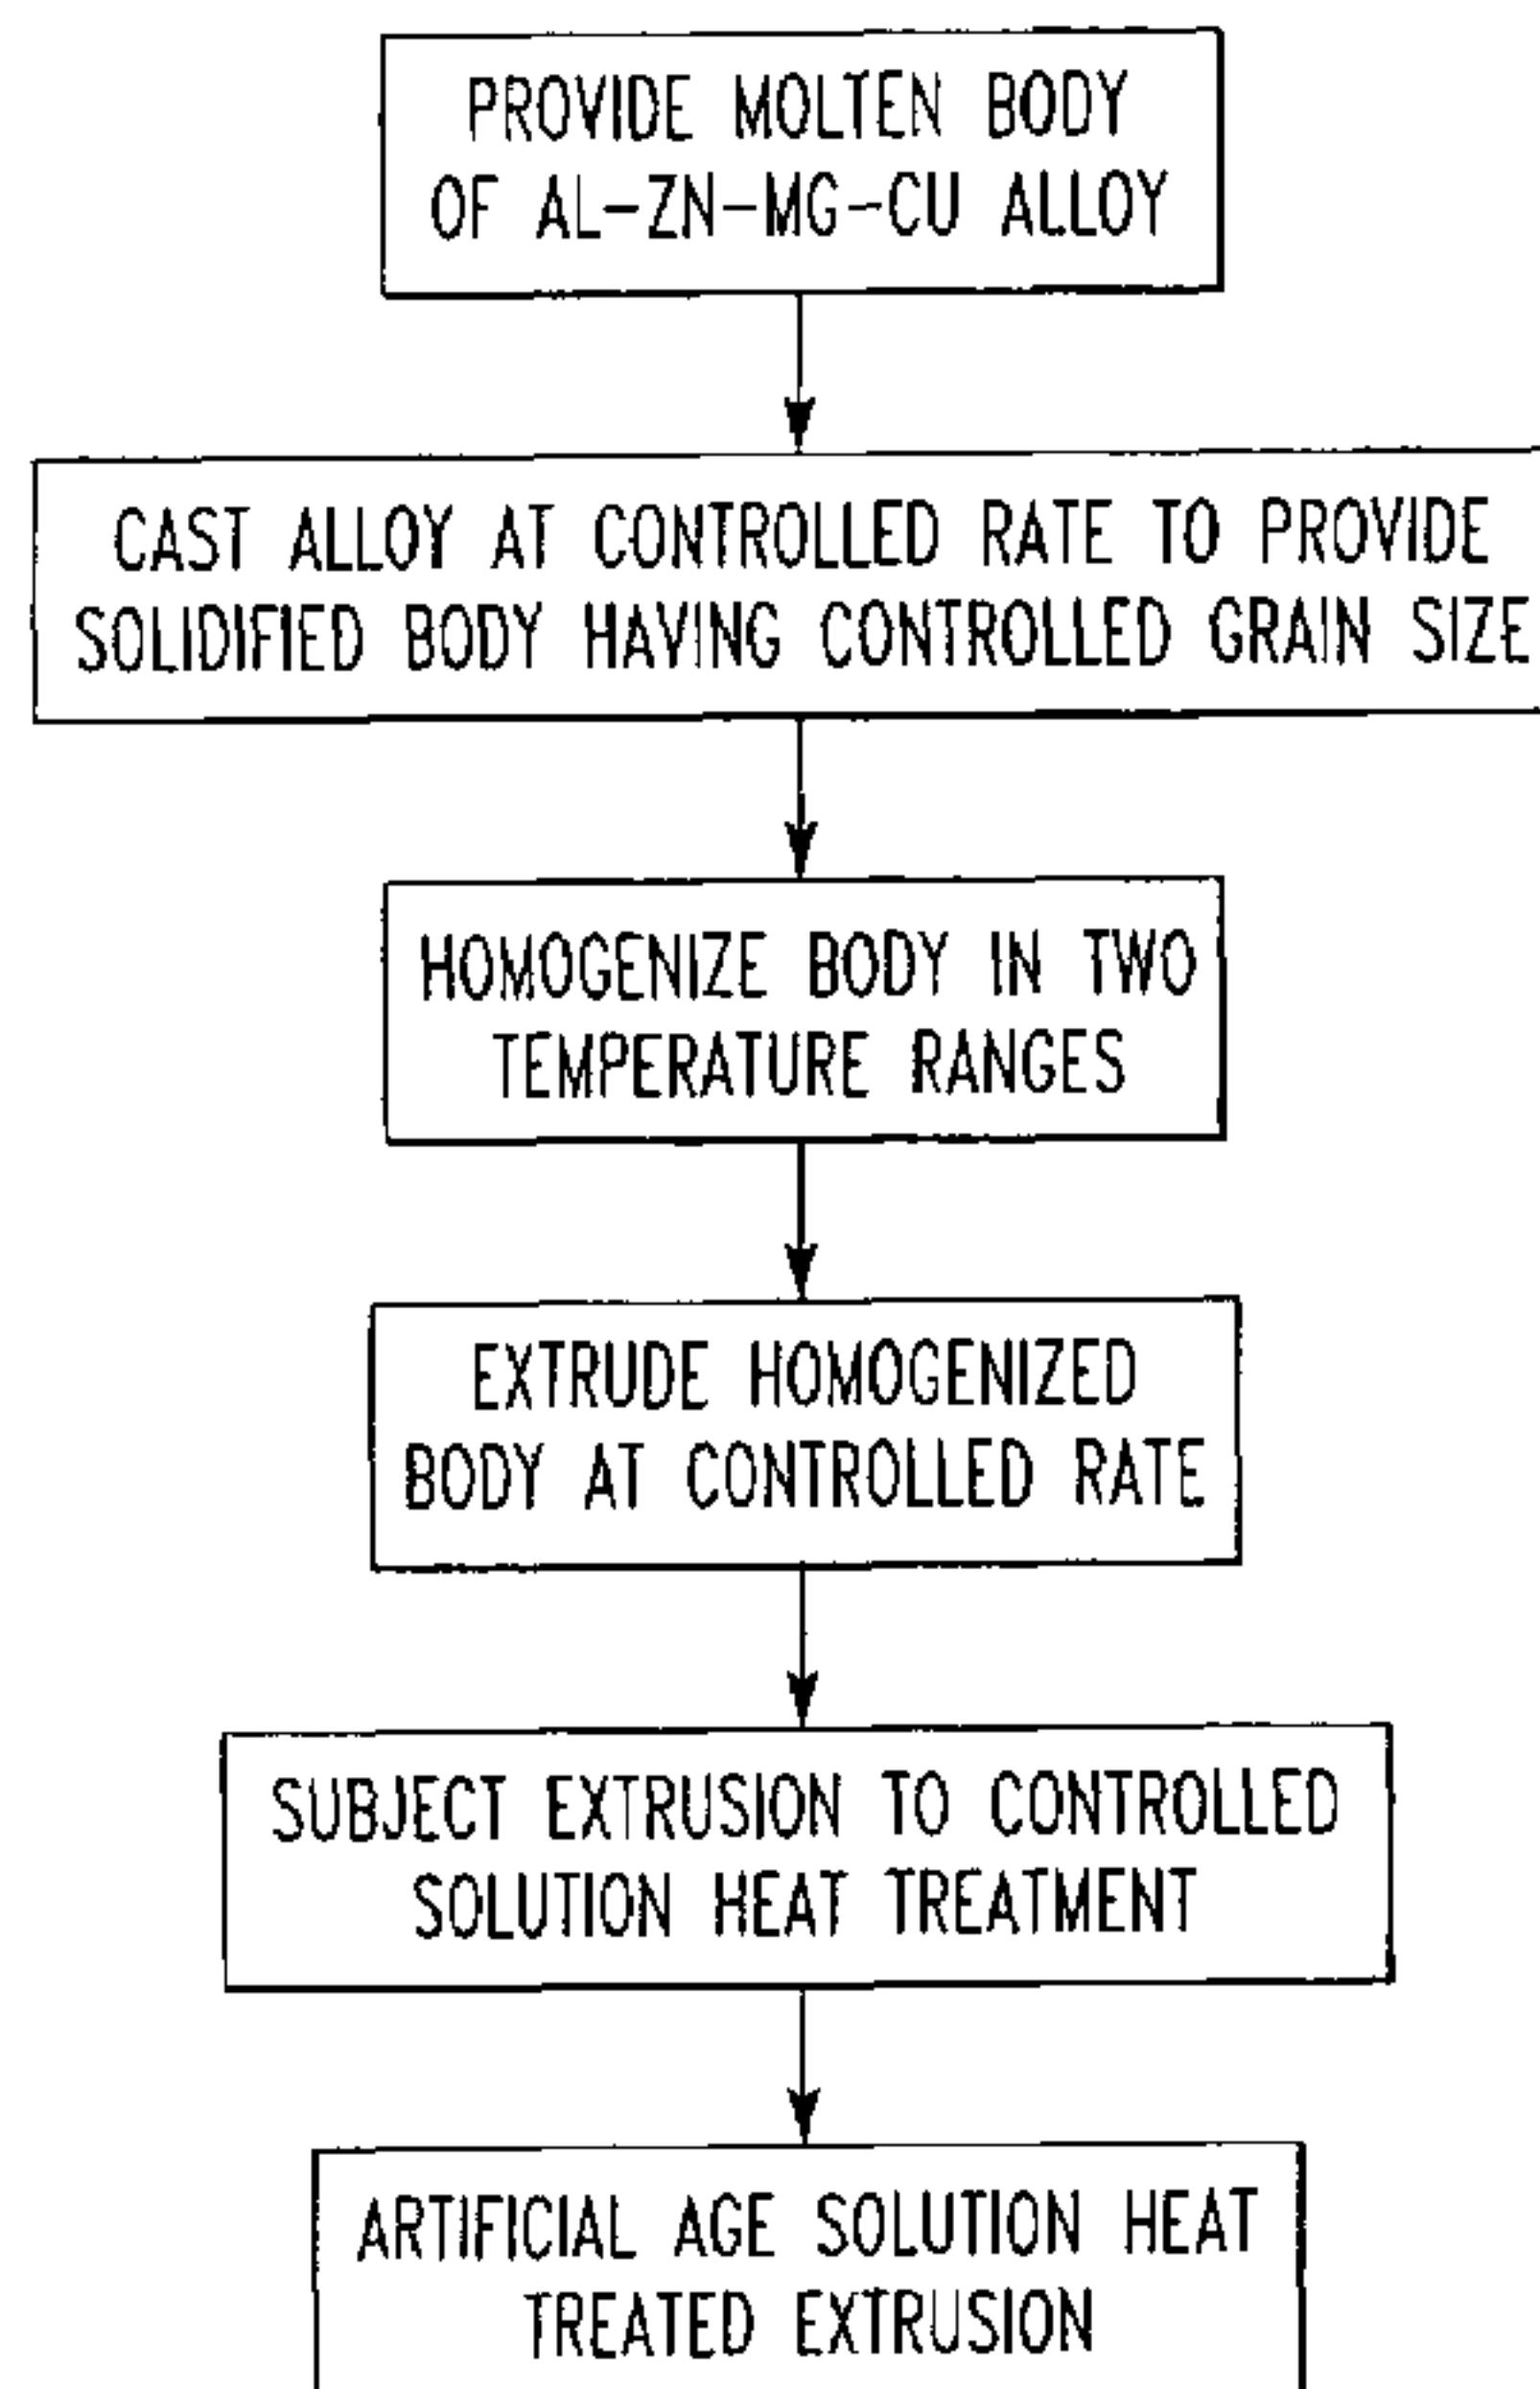 PROVIDE MOLTEN BODY
OF AL-ZN-MG-CU ALLOY
CAST ALLOY AT CONTROLLED RATE TO PROVIDE
SOLIDIFIED BODY HAVING CONTROLLED GRAIN SIZE
HOMOGENIZE BODY IN TWO
TEMPERATURE RANGES
EXTRUDE HOMOGENIZED
BODY AT CONTROLLED RATE
SUBJECT EXTRUSION TO CONTROLLED
SOLUTION HEAT TREATMENT
ARTIFICIAL AGE SOLUTION HEAT
TREATED EXTRUSION